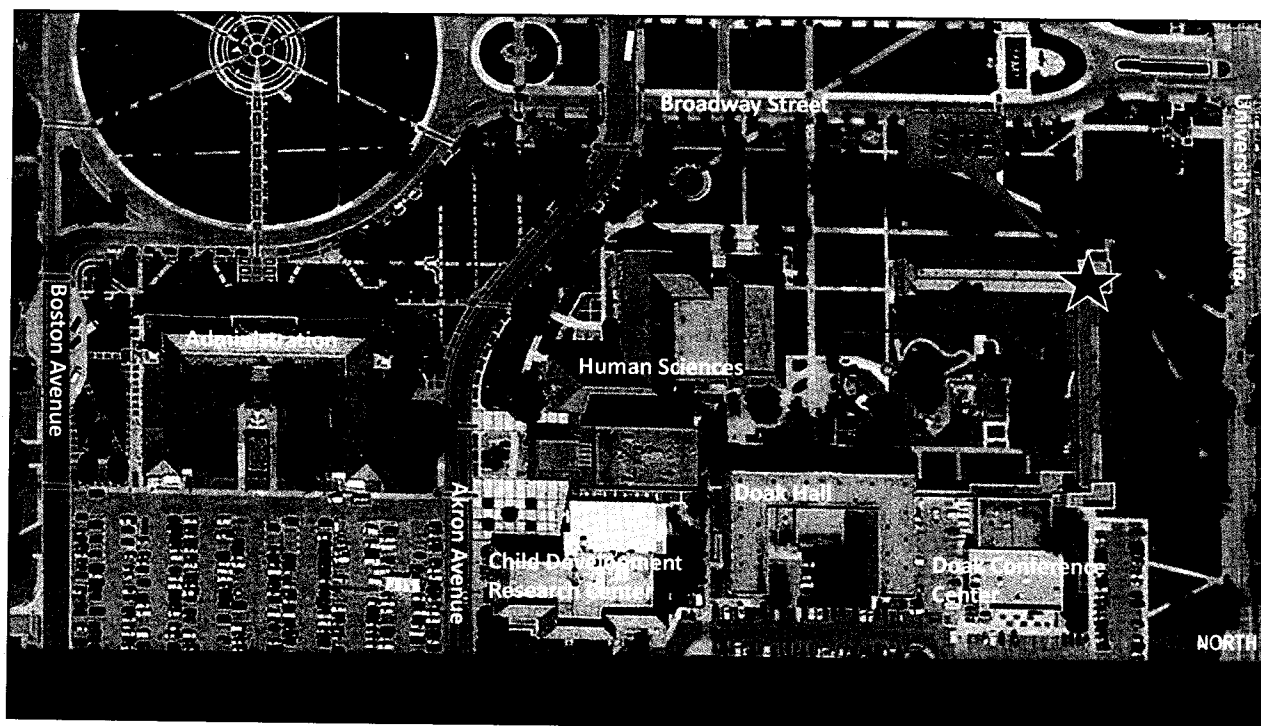 Broadway Street
University Avenue
Boston Avenue
Administration
Human Sciences
Akron Avenue
Doak Hall
Child Development
Research Center
Doak Conference
Center
NORTH